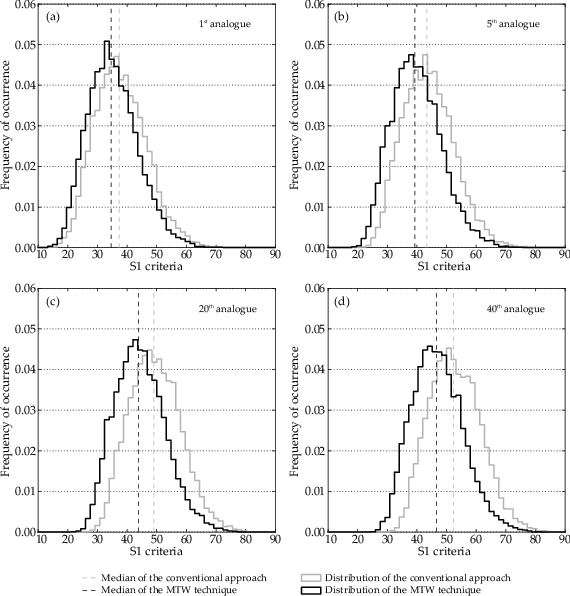 (a)
1st analogue
Frequency of occurrence
0.06
0.05
0.04
0.03
0.02
0.01
0.00
10 20 30 40 50 60 70 80 90
S1 criteria
(b)
5th analogue
Frequency of occurrence
0.06
0.05
0.04
0.03
0.02
0.01
0.00
10 20 30 40 50 60 70 80 90
S1 criteria
(c)
20th analogue
Frequency of occurrence
0.06
0.05
0.04
0.03
0.02
0.01
0.00
10 20 30 40 50 60 70 80 90
S1 criteria
(d)
40th analogue
Frequency of occurrence
0.06
0.05
0.04
0.03
0.02
0.01
0.00
10 20 30 40 50 60 70 80 90
S1 criteria
Median of the conventional approach
Median of the MTW technique
Distribution of the conventional approach
Distribution of the MTW technique